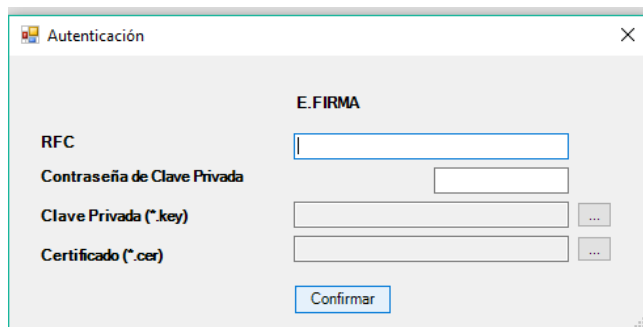 Autenticación
E.FIRMA
RFC
Contraseña de Clave Privada
Clave Privada (*.key)
...
Certificado (*.cer)
...
Confirmar